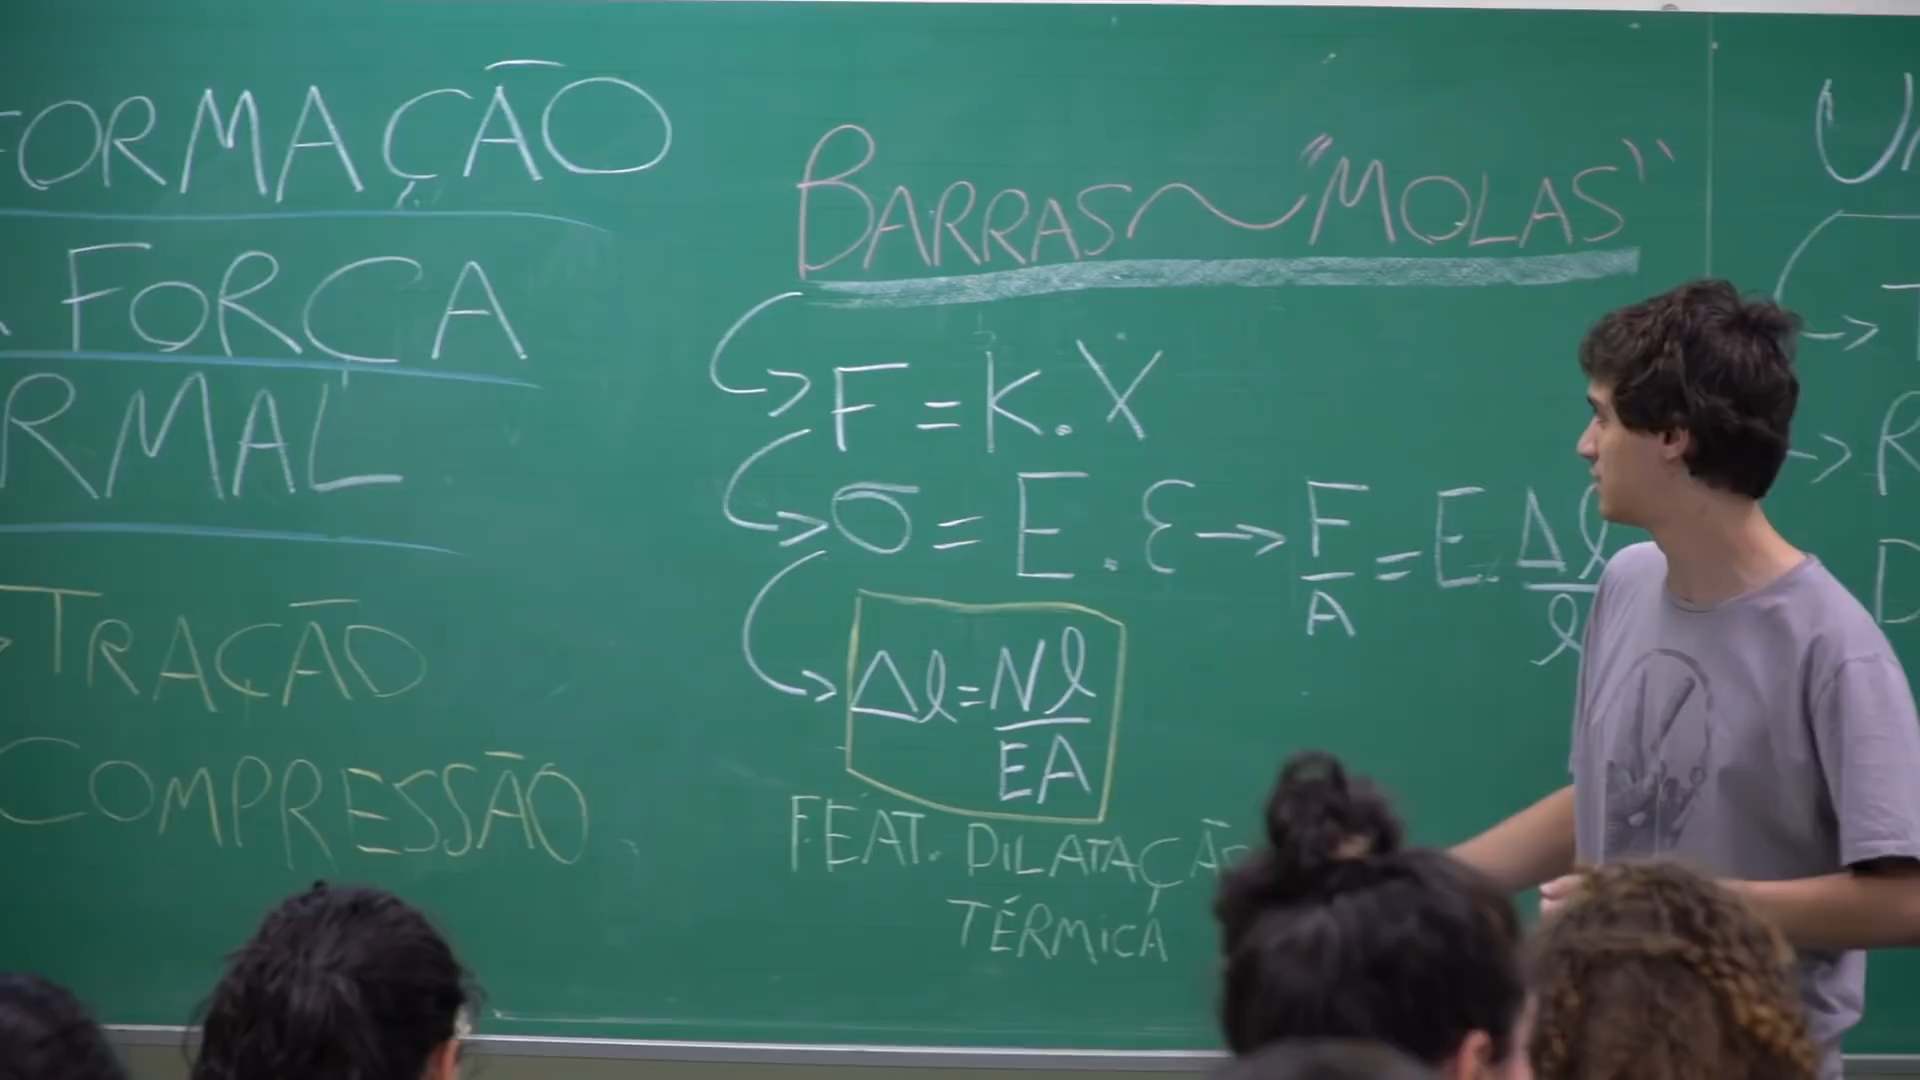 FORMAÇÃO
A FORÇA
RMAL
TRAÇÃO
COMPRESSÃO
BARRAS ~ "MOLAS"
F = K . X
σ = E . ε → F/A = E . Δl/l
Δl = Nl/EA
FEAT. DILATAÇÃO
TÉRMICA